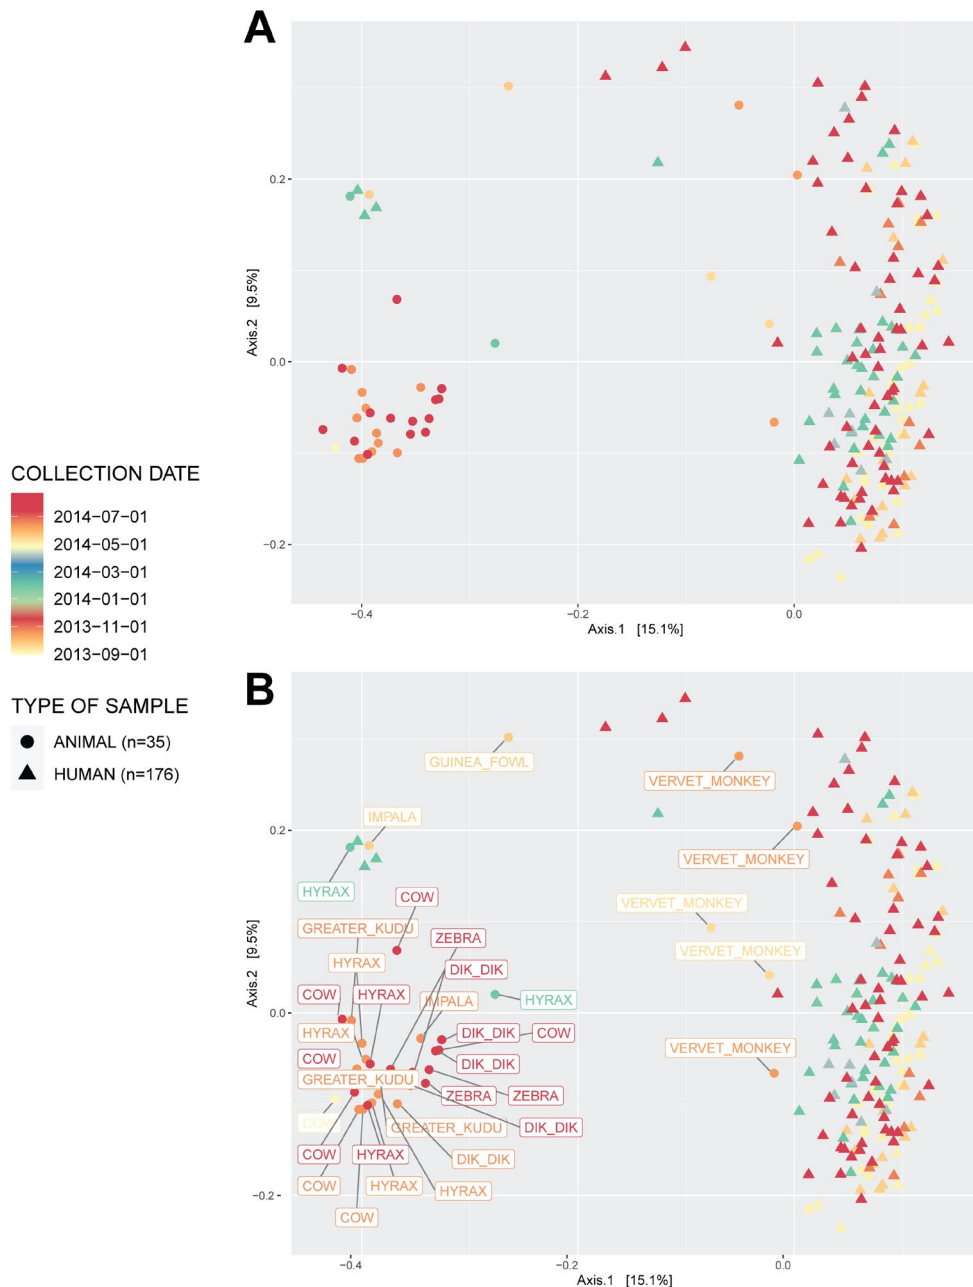 A
0.2
0.0
−0.2
Axis.2 [9.5%]
−0.4
−0.2
0.0
Axis.1 [15.1%]
COLLECTION DATE
2014−07−01
2014−05−01
2014−03−01
2014−01−01
2013−11−01
2013−09−01
TYPE OF SAMPLE
ANIMAL (n=35)
HUMAN (n=176)
B
GUINEA_FOWL
VERVET_MONKEY
IMPALA
0.2
VERVET_MONKEY
HYRAX
COW
VERVET_MONKEY
GREATER_KUDU
ZEBRA
VERVET_MONKEY
HYRAX
DIK_DIK
COW
HYRAX
IMPALA
HYRAX
0.0
HYRAX
DIK_DIK
COW
VERVET_MONKEY
COW
DIK_DIK
GREATER_KUDU
ZEBRA
ZEBRA
COW
GREATER_KUDU
DIK_DIK
COW
HYRAX
DIK_DIK
COW
HYRAX
HYRAX
−0.2
COW
Axis.2 [9.5%]
−0.4
−0.2
0.0
Axis.1 [15.1%]